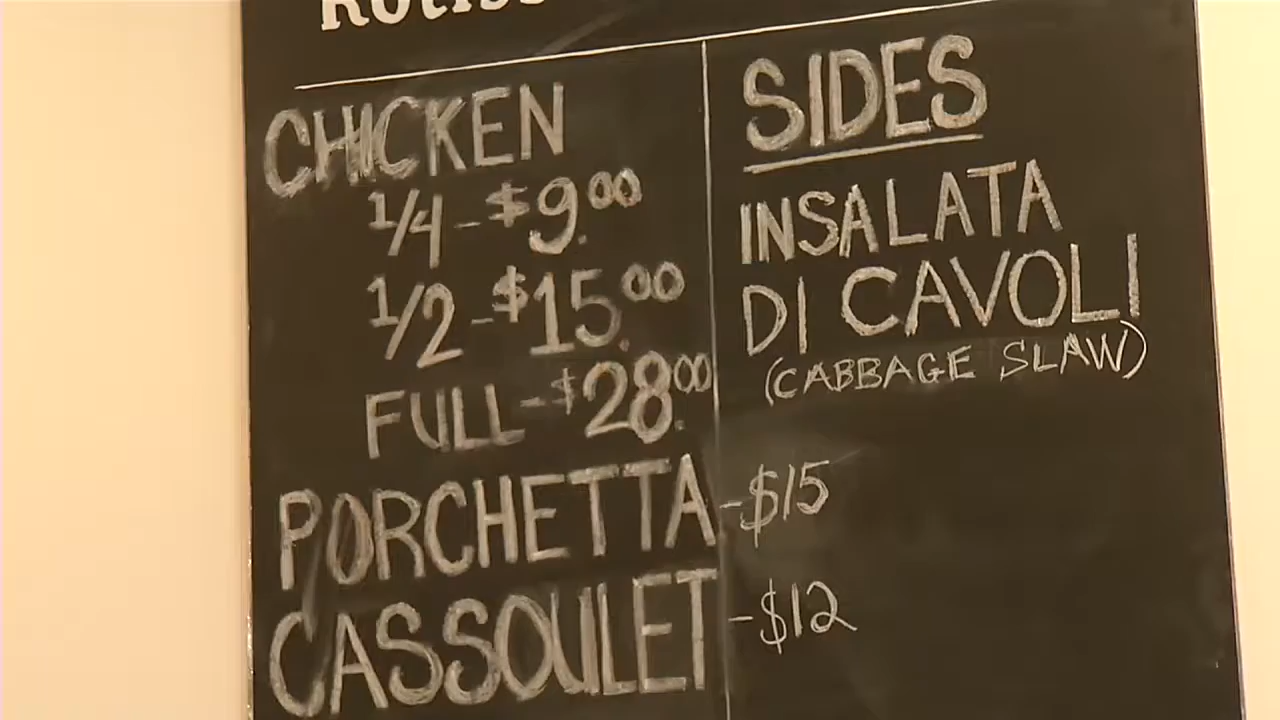 CHICKEN
1/4 - $9.00
1/2 - $15.00
FULL - $28.00
PORCHETTA - $15
CASSOULET - $12
SIDES
INSALATA
DI CAVOLI
(CABBAGE SLAW)